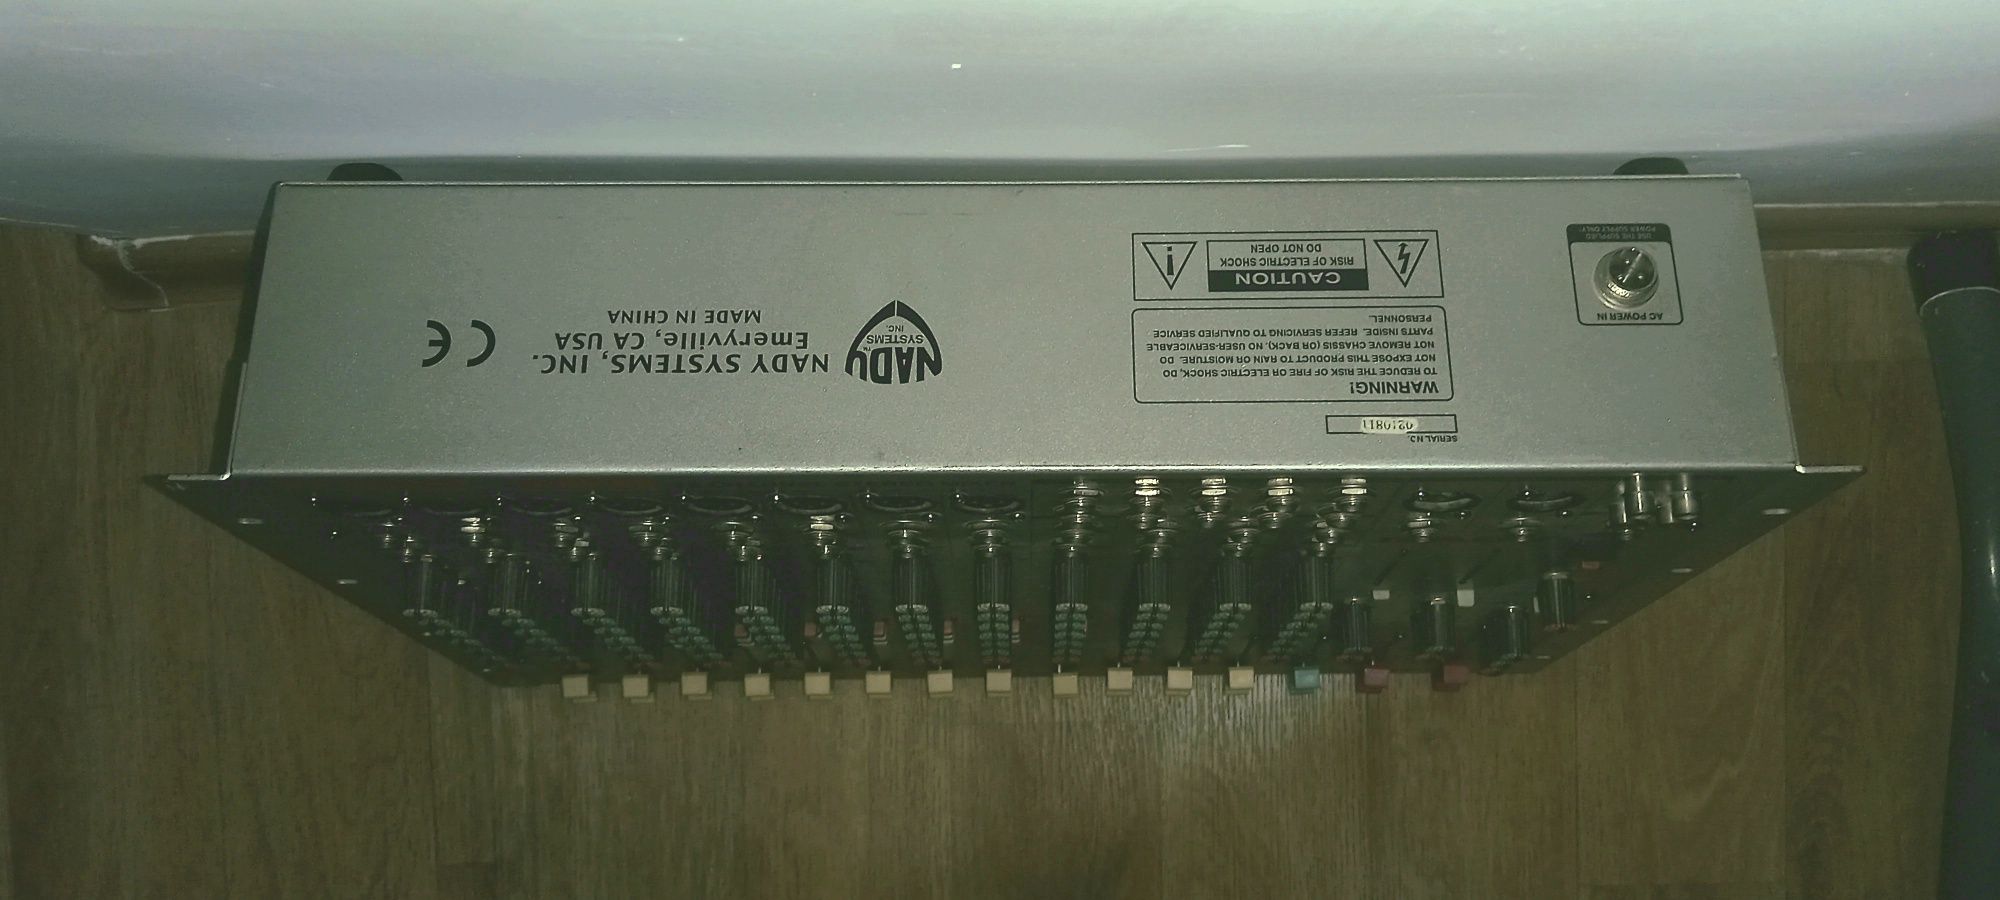 SERIAL NO.
0210811
WARNING!
TO REDUCE THE RISK OF FIRE OR ELECTRIC SHOCK, DO
NOT EXPOSE THIS PRODUCT TO RAIN OR MOISTURE. DO
NOT REMOVE CHASSIS (OR BACK). NO USER-SERVICEABLE
PARTS INSIDE. REFER SERVICING TO QUALIFIED SERVICE
PERSONNEL.
CAUTION
RISK OF ELECTRIC SHOCK
DO NOT OPEN
AC POWER IN
USE THE SUPPLIED
POWER SUPPLY ONLY
NADY
SYSTEMS
INC.
TM
NADY SYSTEMS, INC.
Emeryville, CA USA
MADE IN CHINA
CE